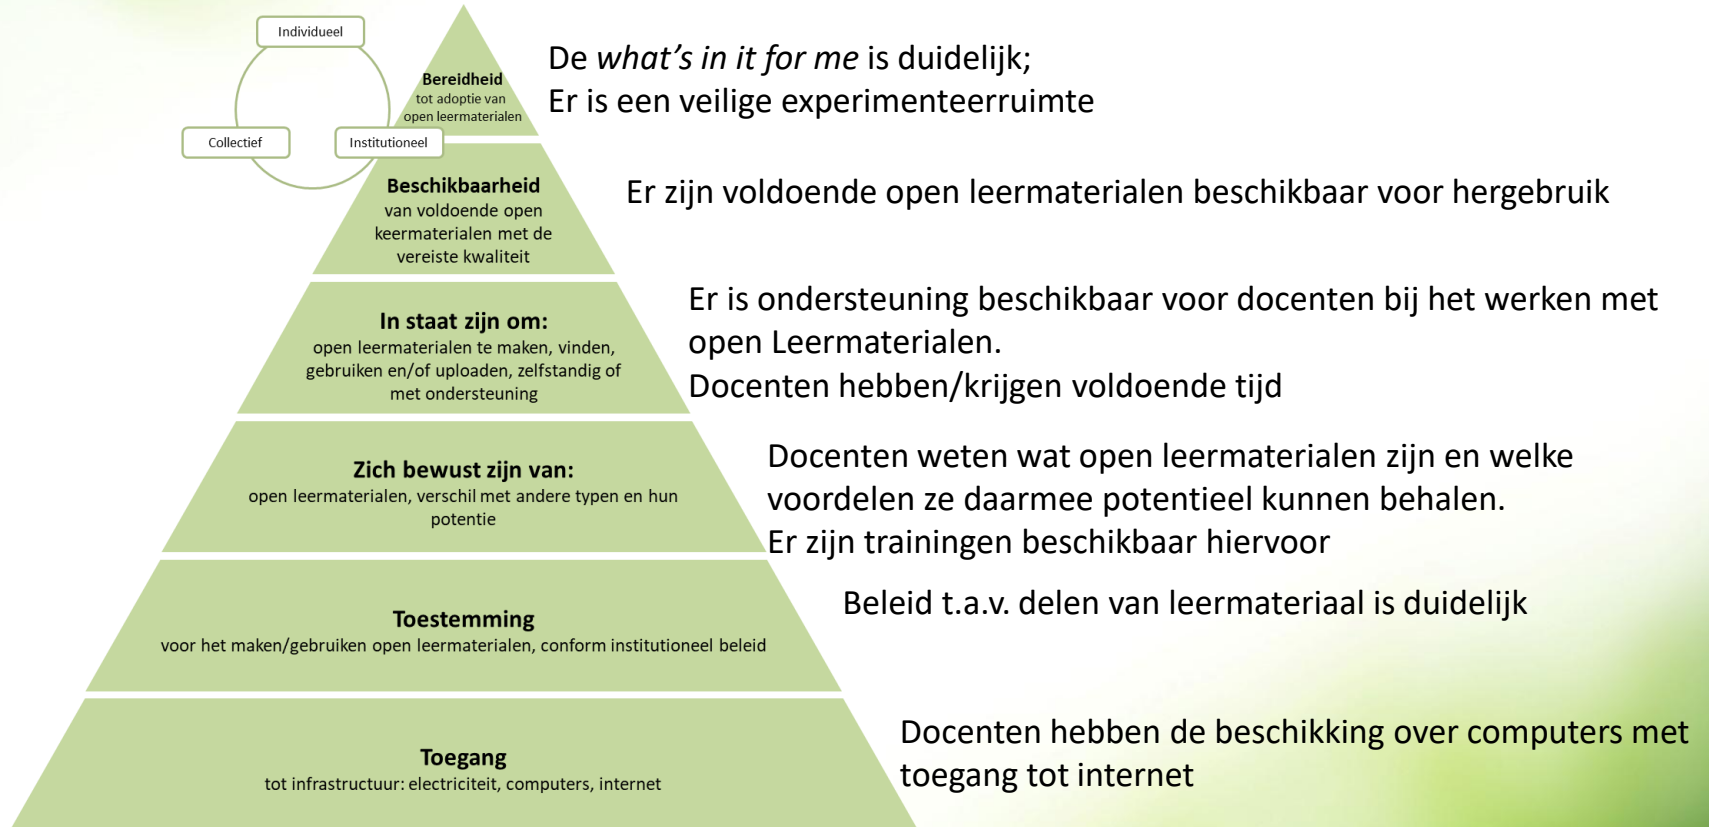 Individueel
Collectief
Institutioneel
Bereidheid
tot adoptie van
open leermaterialen
De what's in it for me is duidelijk;
Er is een veilige experimenteerruimte
Beschikbaarheid
van voldoende open
keermaterialen met de
vereiste kwaliteit
Er zijn voldoende open leermaterialen beschikbaar voor hergebruik
In staat zijn om:
open leermaterialen te maken, vinden,
gebruiken en/of uploaden, zelfstandig of
met ondersteuning
Er is ondersteuning beschikbaar voor docenten bij het werken met
open Leermaterialen.
Docenten hebben/krijgen voldoende tijd
Zich bewust zijn van:
open leermaterialen, verschil met andere typen en hun
potentie
Docenten weten wat open leermaterialen zijn en welke
voordelen ze daarmee potentieel kunnen behalen.
Er zijn trainingen beschikbaar hiervoor
Toestemming
voor het maken/gebruiken open leermaterialen, conform institutioneel beleid
Beleid t.a.v. delen van leermateriaal is duidelijk
Toegang
tot infrastructuur: electriciteit, computers, internet
Docenten hebben de beschikking over computers met
toegang tot internet